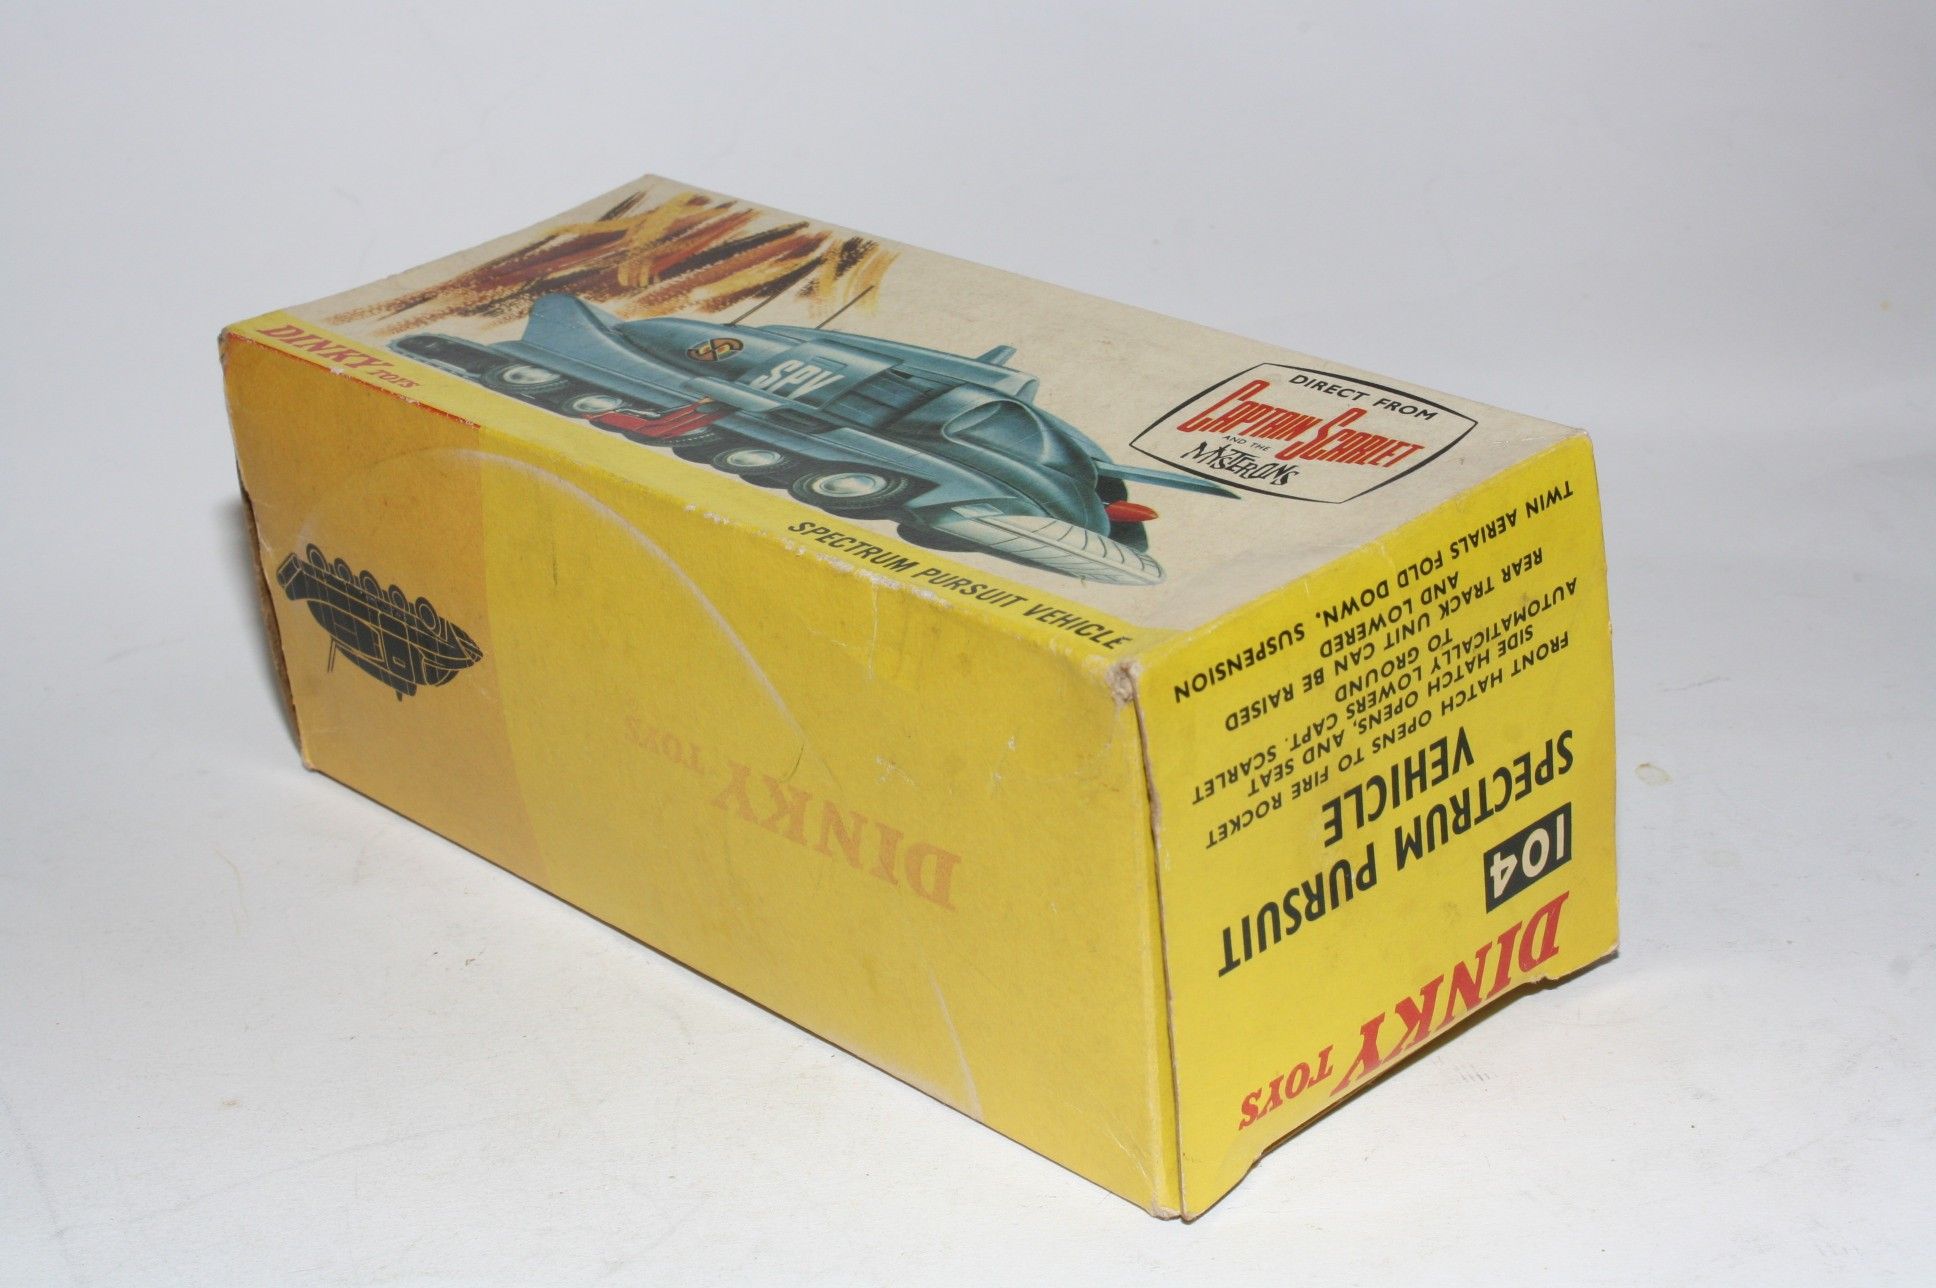 DINKY TOYS
SPY
DIRECT FROM
CAPTAIN SCARLET
AND THE
MYSTERONS
SPECTRUM PURSUIT VEHICLE
DINKY TOYS
DINKY TOYS
104
SPECTRUM PURSUIT
VEHICLE
FRONT HATCH OPENS TO FIRE ROCKET
SIDE HATCH OPENS, AND SEAT
AUTOMATICALLY LOWERS CAPT. SCARLET
TO GROUND
REAR TRACK UNIT CAN BE RAISED
AND LOWERED
TWIN AERIALS FOLD DOWN. SUSPENSION